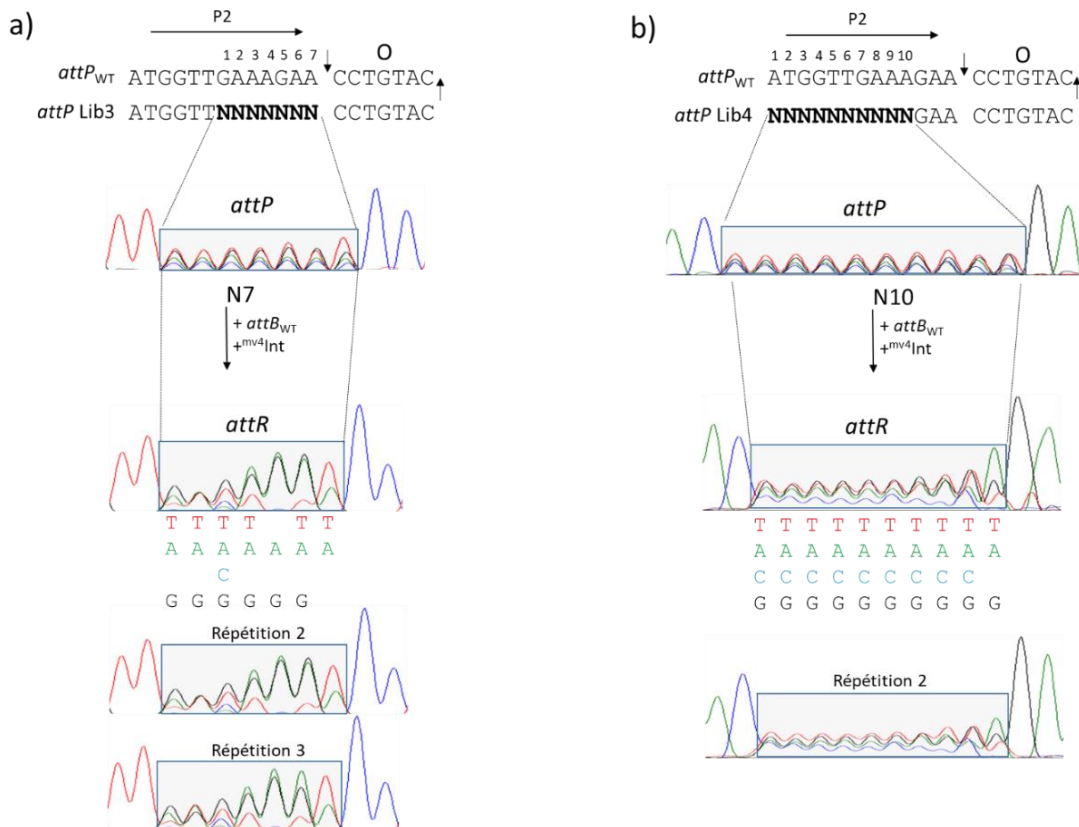 a)
P2
1 2 3 4 5 6 7
O
attPWT ATGGTTGAAAGAA CCTGTAC
attP Lib3 ATGGTTNNNNNNN CCTGTAC
attP
N7
+ attBWT
+mv4Int
attR
T T T T T T
A A A A A A A
C
G G G G G G
Répétition 2
Répétition 3
b)
P2
1 2 3 4 5 6 7 8 9 10
O
attPWT ATGGTTGAAAGAA CCTGTAC
attP Lib4 NNNNNNNNNNGAA CCTGTAC
attP
N10
+ attBWT
+mv4Int
attR
T T T T T T T T T T
A A A A A A A A A A
C C C C C C C C C
G G G G G G G G G G
Répétition 2